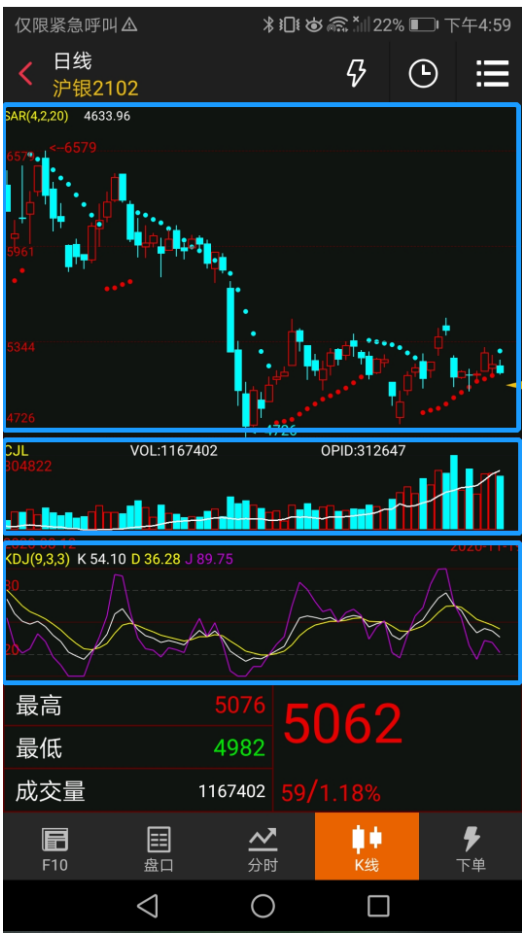 仅限紧急呼叫 22% 下午4:59
日线
沪银2102
SAR(4,2,20) 4633.96
6579 <-6579
5961
5344
4726
<-4726
CJL VOL:1167402 OPID:312647
304822
KDJ(9,3,3) K 54.10 D 36.28 J 89.75
80
20
最高 5076
最低 4982
成交量 1167402
5062
59/1.18%
F10 盘口 分时 K线 下单